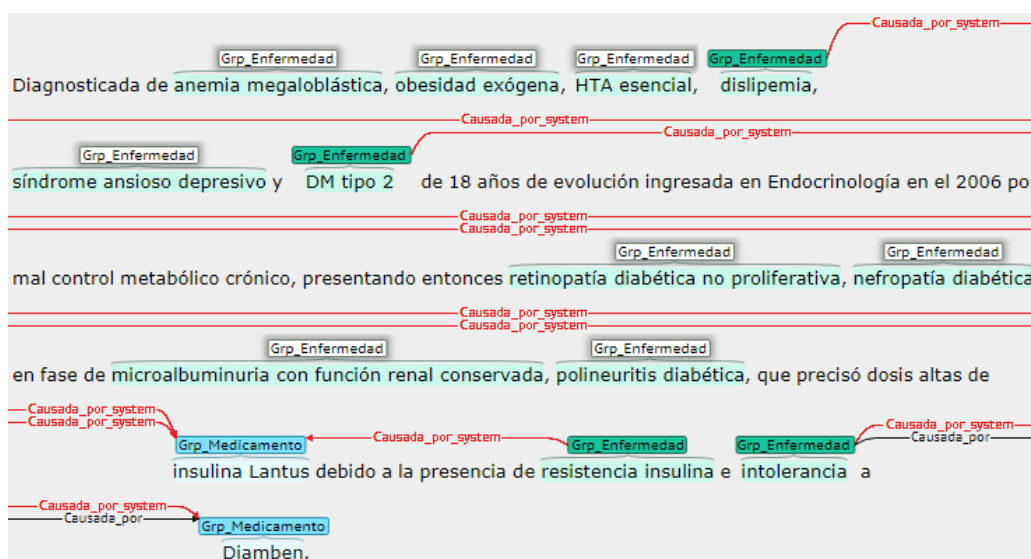 Causada_por_system
Grp_Enfermedad Grp_Enfermedad Grp_Enfermedad Grp_Enfermedad
Diagnosticada de anemia megaloblástica, obesidad exógena, HTA esencial, dislipemia,
Causada_por_system
Causada_por_system
Grp_Enfermedad Grp_Enfermedad
síndrome ansioso depresivo y DM tipo 2 de 18 años de evolución ingresada en Endocrinología en el 2006 por
Causada_por_system
Causada_por_system
Grp_Enfermedad Grp_Enfermedad
mal control metabólico crónico, presentando entonces retinopatía diabética no proliferativa, nefropatía diabética
Causada_por_system
Causada_por_system
Grp_Enfermedad Grp_Enfermedad
en fase de microalbuminuria con función renal conservada, polineuritis diabética, que precisó dosis altas de
Causada_por_system Causada_por_system
Causada_por_system Causada_por_system Causada_por
Grp_Medicamento Grp_Enfermedad Grp_Enfermedad
insulina Lantus debido a la presencia de resistencia insulina e intolerancia a
Causada_por_system
Causada_por
Grp_Medicamento
Diamben.